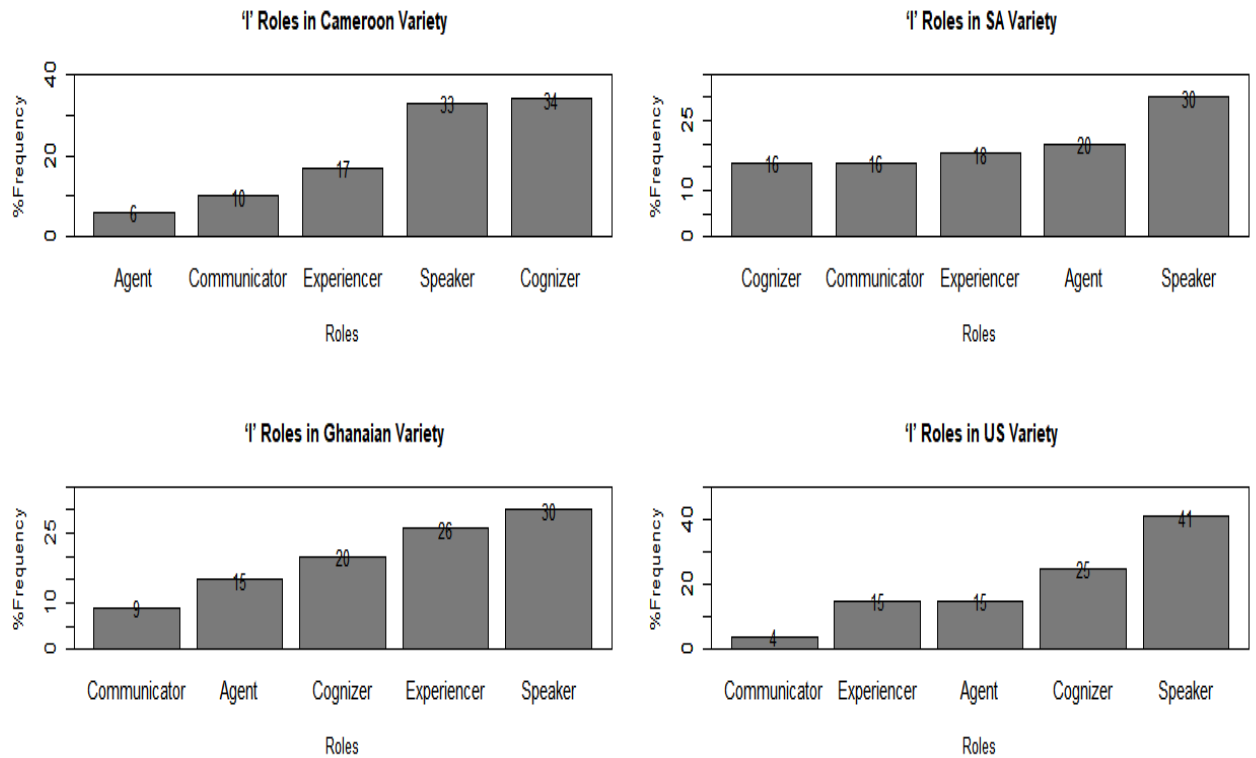 ‘I’ Roles in Cameroon Variety
%Frequency
0 20 40
6 10 17 33 34
Agent Communicator Experiencer Speaker Cognizer
Roles
‘I’ Roles in SA Variety
%Frequency
0 10 25
16 16 18 20 30
Cognizer Communicator Experiencer Agent Speaker
Roles
‘I’ Roles in Ghanaian Variety
%Frequency
0 10 25
9 15 20 26 30
Communicator Agent Cognizer Experiencer Speaker
Roles
‘I’ Roles in US Variety
%Frequency
0 20 40
4 15 15 25 41
Communicator Experiencer Agent Cognizer Speaker
Roles